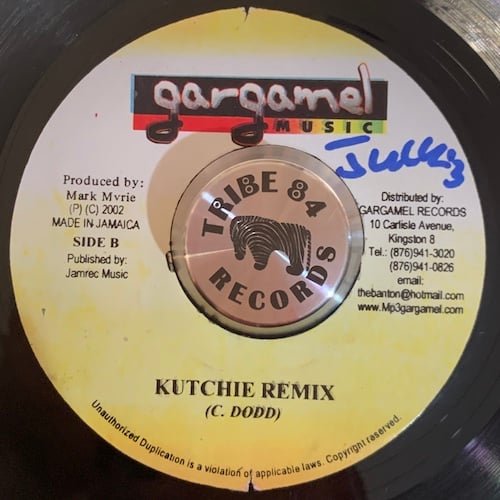 gargamel
MUSIC
Produced by:
Mark Myrie
(P) (C) 2002
MADE IN JAMAICA
SIDE B
Published by:
Jamrec Music
TRIBE 84
RECORDS
Distributed by:
GARGAMEL RECORDS
10 Carlisle Avenue,
Kingston 8
Tel.: (876)941-3020
(876)941-0826
email:
thebanton@hotmail.com
www.Mp3gargamel.com
KUTCHIE REMIX
(C. DODD)
Unauthorized Duplication is a violation of applicable laws. Copyright reserved.